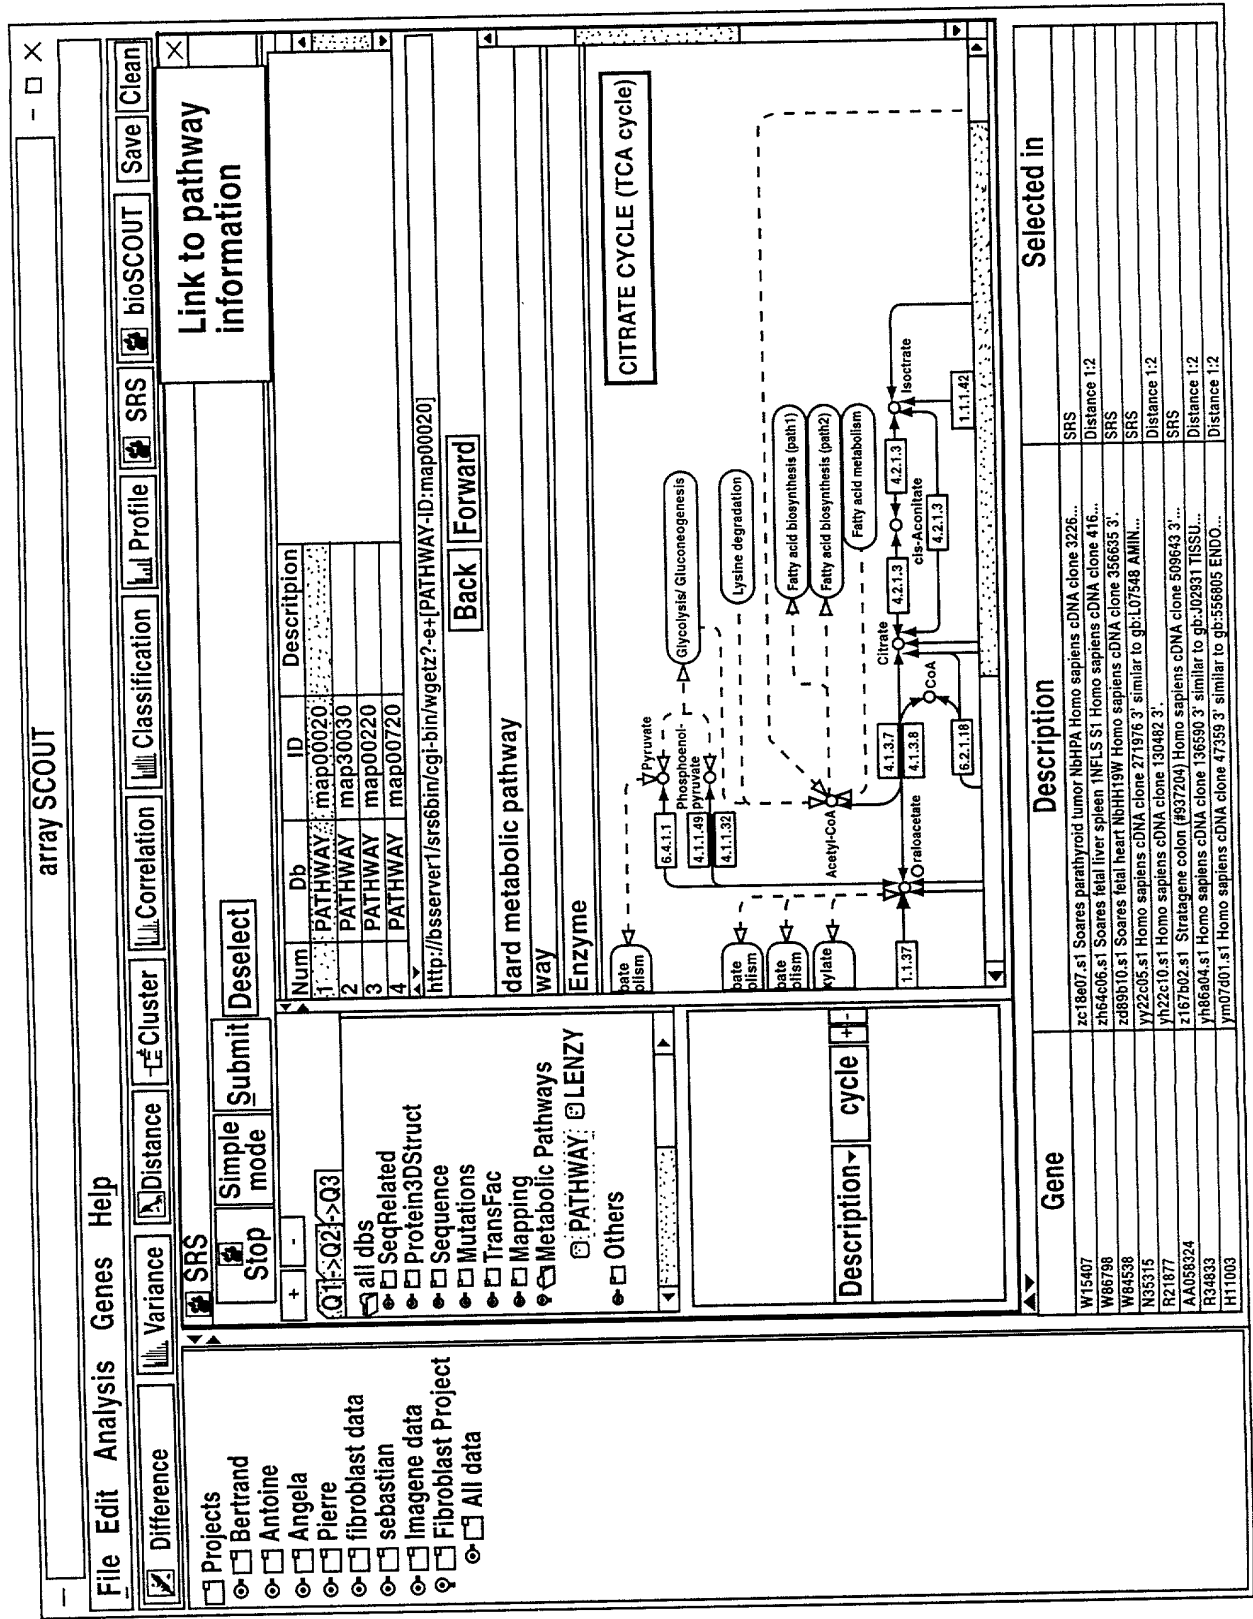 array SCOUT
File Edit Analysis Genes Help
Difference Variance Distance Cluster Correlation Classification Profile SRS bioSCOUT Save Clean
Projects
Bertrand
Antoine
Angela
Pierre
fibroblast data
sebastian
Imagene data
Fibroblast Project
All data
SRS
Link to pathway
information
Stop Simple
mode Submit Deselect
+ -
Q1->Q2->Q3
all dbs
SeqRelated
Protein3DStruct
Sequence
Mutations
TransFac
Mapping
Metabolic Pathways
PATHWAY LENZY
Others
Description cycle + -
Num Db ID Descritpion
1 PATHWAY map00020
2 PATHWAY map30030
3 PATHWAY map00220
4 PATHWAY map00720
http://bsserver1/srs6bin/cgi-bin/wgetz?-e+[PATHWAY-ID:map00020]
Back Forward
dard metabolic pathway
way
Enzyme
CITRATE CYCLE (TCA cycle)
bate
olism
Pyruvate
Glycolysis/ Gluconogenesis
6.4.1.1
Phosphoenol-
pyruvate
4.1.1.49
4.1.1.32
Lysine degradation
bate
olism
bate
olism
xylate
Acetyl-CoA
Fatty acid biosynthesis (path1)
Fatty acid biosynthesis (path2)
Fatty acid metabolism
1.1.37
Oraloacetate
4.1.3.7
4.1.3.8
CoA
6.2.1.18
Citrate
4.2.1.3
cis-Aconitate
4.2.1.3
4.2.1.3
Isoctrate
1.1.1.42
Gene Description Selected in
W15407 zc18e07.s1 Soares parathyroid tumor NbHPA Homo sapiens cDNA clone 3226... SRS
W86798 zh64c06.s1 Soares fetal liver spleen 1NFLS S1 Homo sapiens cDNA clone 416... Distance 1:2
W84538 zd89b10.s1 Soares fetal heart NbHH19W Homo sapiens cDNA clone 356635 3'. SRS
N35315 yy22c05.s1 Homo sapiens cDNA clone 271976 3' similar to gb:L07548 AMIN... SRS
R21877 yh22c10.s1 Homo sapiens cDNA clone 130482 3'. Distance 1:2
AA058324 z167b02.s1 Stratagene colon (#937204) Homo sapiens cDNA clone 509643 3'... SRS
R34833 yh86a04.s1 Homo sapiens cDNA clone 136590 3' similar to gb:J02931 TISSU... Distance 1:2
H11003 ym07d01.s1 Homo sapiens cDNA clone 47359 3' similar to gb:556805 ENDO... Distance 1:2